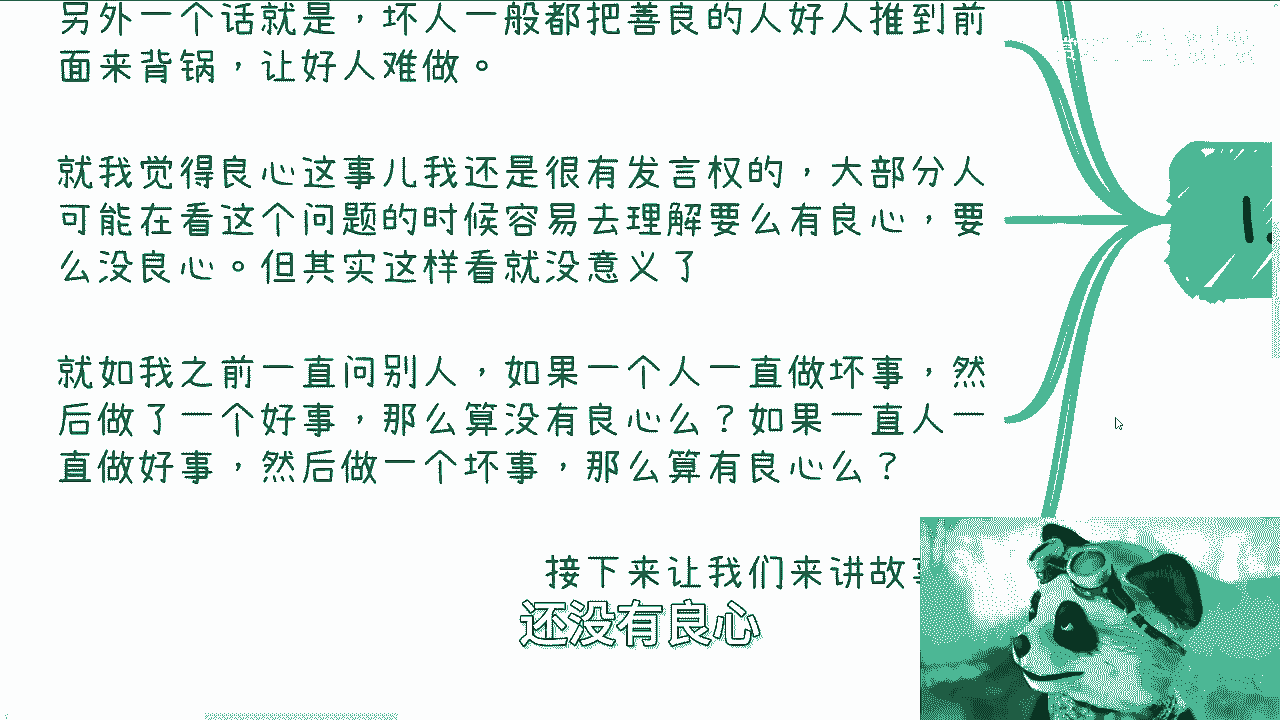 另外一个话就是，坏人一般都把善良的人好人推到前
面来背锅，让好人难做。
就我觉得良心这事儿我还是很有发言权的，大部分人
可能在看这个问题的时候容易去理解要么有良心，要
么没良心。但其实这样看就没意义了
就如我之前一直问别人，如果一个人一直做坏事，然
后做了一个好事，那么算没有良心么？如果一直人一
直做好事，然后做一个坏事，那么算有良心么？
接下来让我们来讲故事
还没有良心
1.